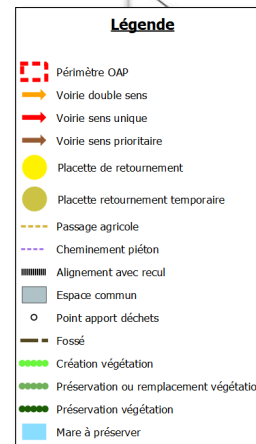 Légende
Périmètre OAP
Voirie double sens
Voirie sens unique
Voirie sens prioritaire
Placette de retournement
Placette retournement temporaire
Passage agricole
Cheminement piéton
Alignement avec recul
Espace commun
Point apport déchets
Fossé
Création végétation
Préservation ou remplacement végétatio
Préservation végétation
Mare à préserver